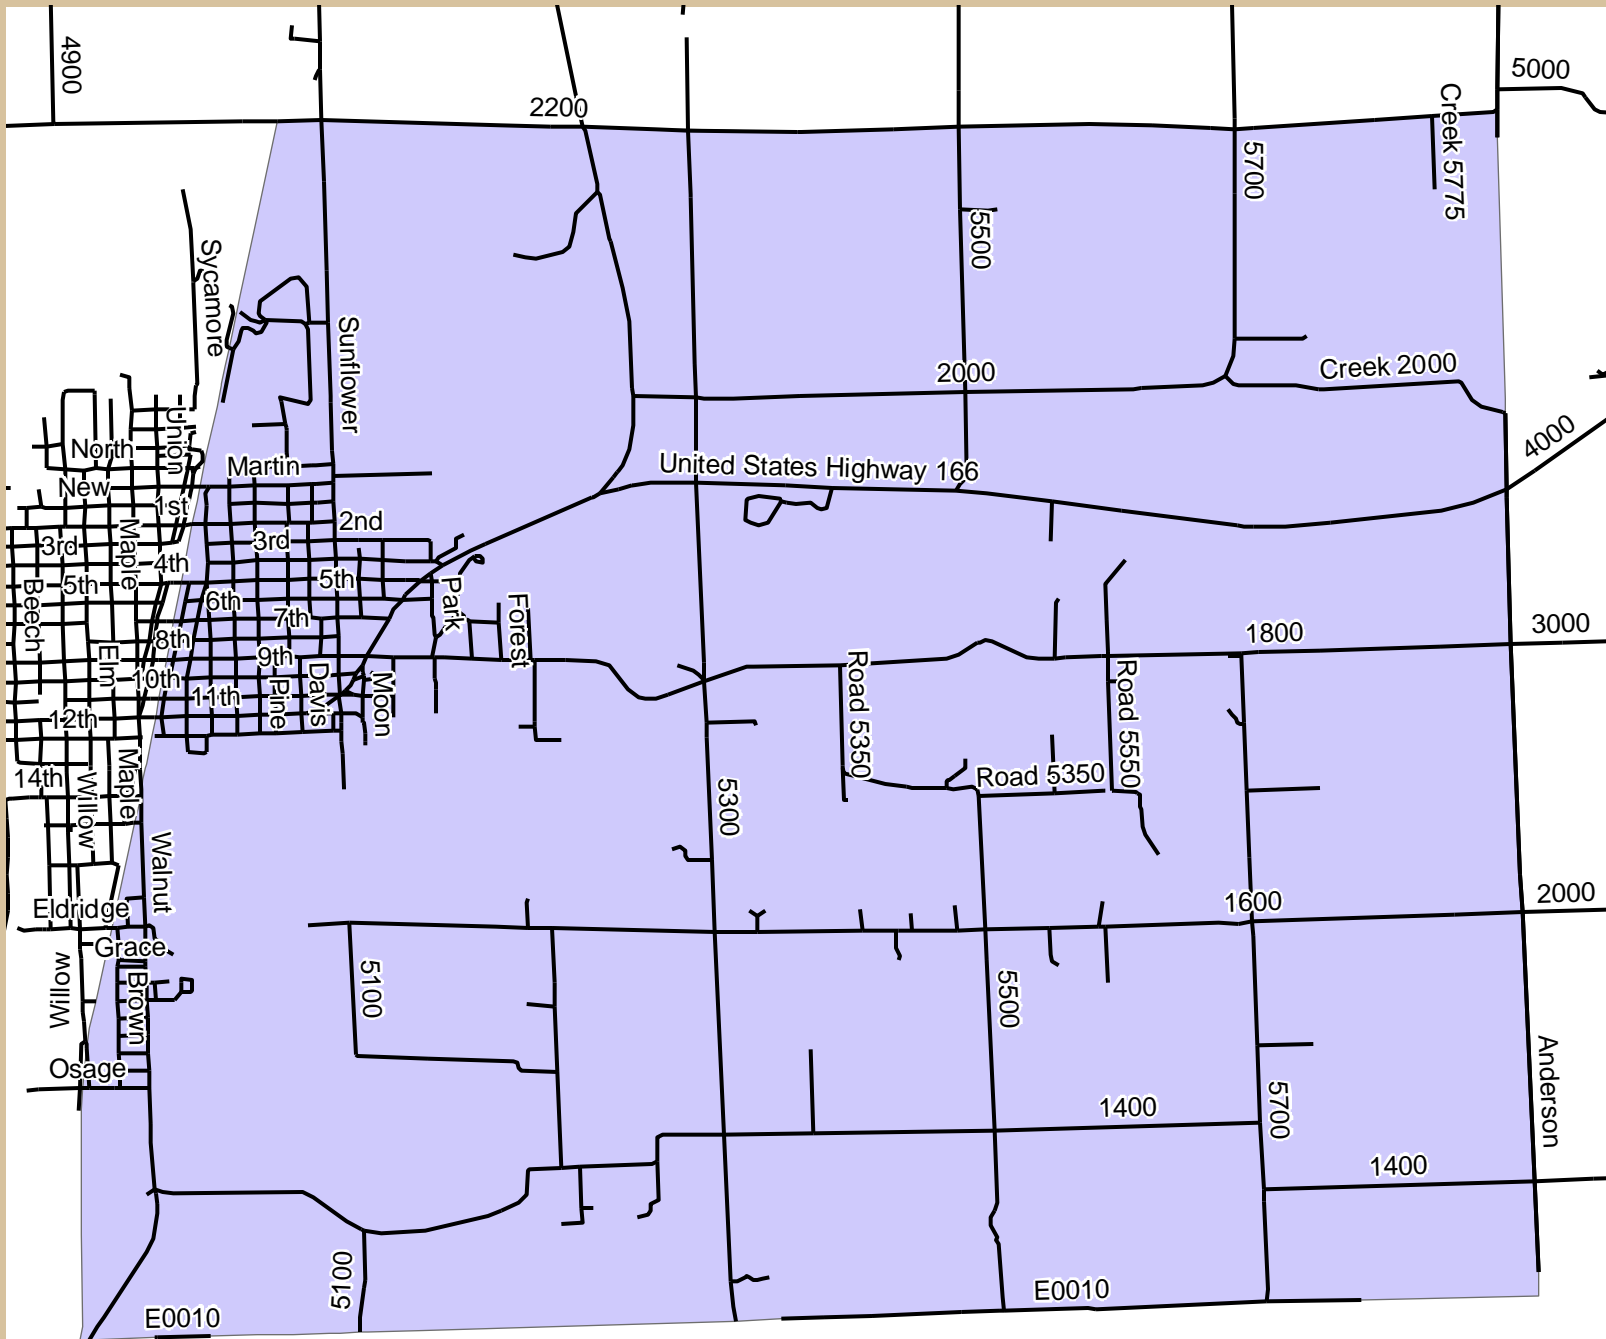 4900
2200
5000
Creek 5775
5700
5500
Sycamore
Sunflower
2000
Creek 2000
4000
Union
North
Martin
United States Highway 166
New
1st
2nd
3rd
3rd
Maple
4th
5th
5th
Beech
6th
7th
Park
Forest
8th
9th
Elm
10th
11th
Pine
Davis
Moon
12th
1800
3000
Road 5350
Road 5550
Road 5350
14th
Willow
Maple
5300
Walnut
Eldridge
1600
2000
Grace
Willow
Brown
5100
5500
Osage
Anderson
1400
5700
1400
5100
E0010
E0010